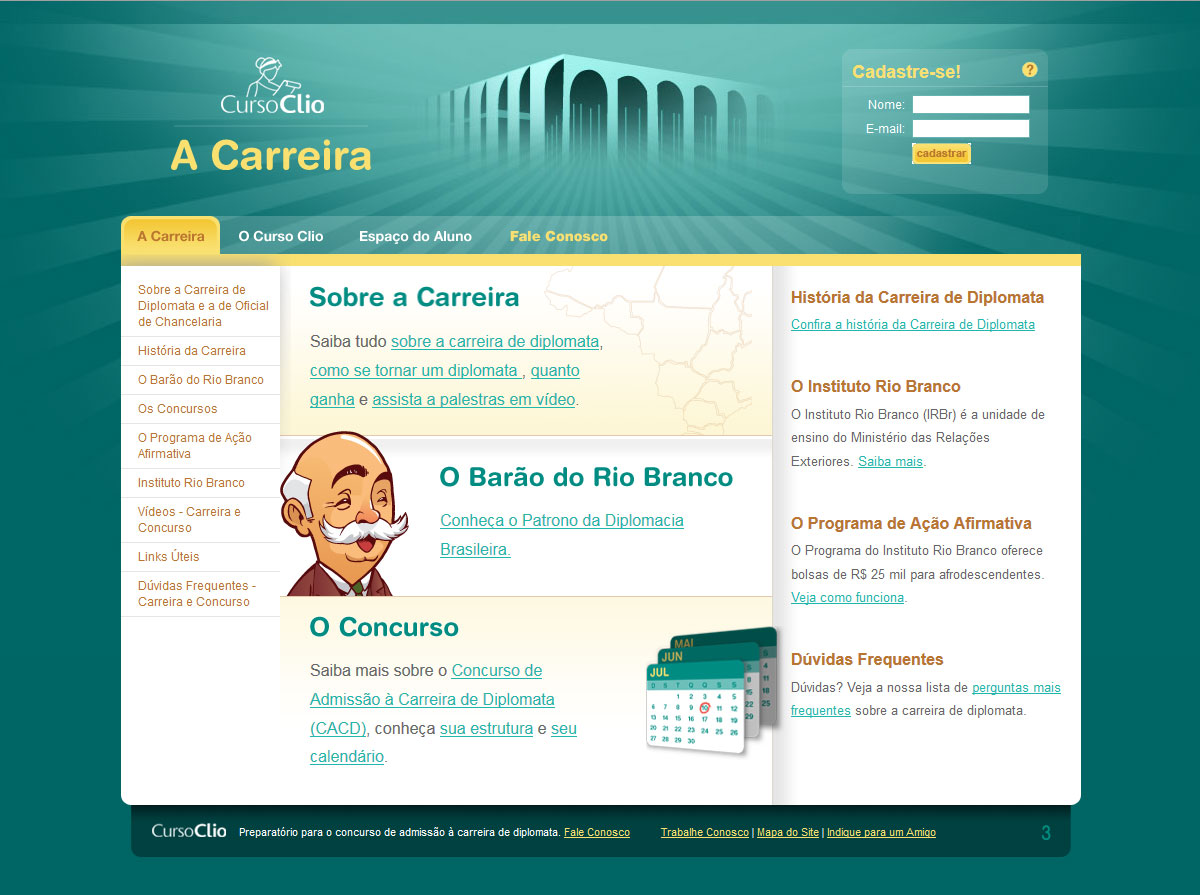 CursoClio
A Carreira
Cadastre-se!
?
Nome:
E-mail:
cadastrar
A Carreira
O Curso Clio
Espaço do Aluno
Fale Conosco
Sobre a Carreira de
Diplomata e a de Oficial
de Chancelaria
História da Carreira
O Barão do Rio Branco
Os Concursos
O Programa de Ação
Afirmativa
Instituto Rio Branco
Vídeos - Carreira e
Concurso
Links Úteis
Dúvidas Frequentes -
Carreira e Concurso
Sobre a Carreira
Saiba tudo sobre a carreira de diplomata,
como se tornar um diplomata , quanto
ganha e assista a palestras em vídeo.
O Barão do Rio Branco
Conheça o Patrono da Diplomacia
Brasileira.
O Concurso
Saiba mais sobre o Concurso de
Admissão à Carreira de Diplomata
(CACD), conheça sua estrutura e seu
calendário.
MAI
JUN
JUL
D S T Q Q S S
1 2 3 4 5
6 7 8 9 10 11 12
13 14 15 16 17 18 19
20 21 22 23 24 25 26
27 28 29 30
História da Carreira de Diplomata
Confira a história da Carreira de Diplomata
O Instituto Rio Branco
O Instituto Rio Branco (IRBr) é a unidade de
ensino do Ministério das Relações
Exteriores. Saiba mais.
O Programa de Ação Afirmativa
O Programa do Instituto Rio Branco oferece
bolsas de R$ 25 mil para afrodescendentes.
Veja como funciona.
Dúvidas Frequentes
Dúvidas? Veja a nossa lista de perguntas mais
frequentes sobre a carreira de diplomata.
CursoClio Preparatório para o concurso de admissão à carreira de diplomata. Fale Conosco Trabalhe Conosco | Mapa do Site | Indique para um Amigo 3